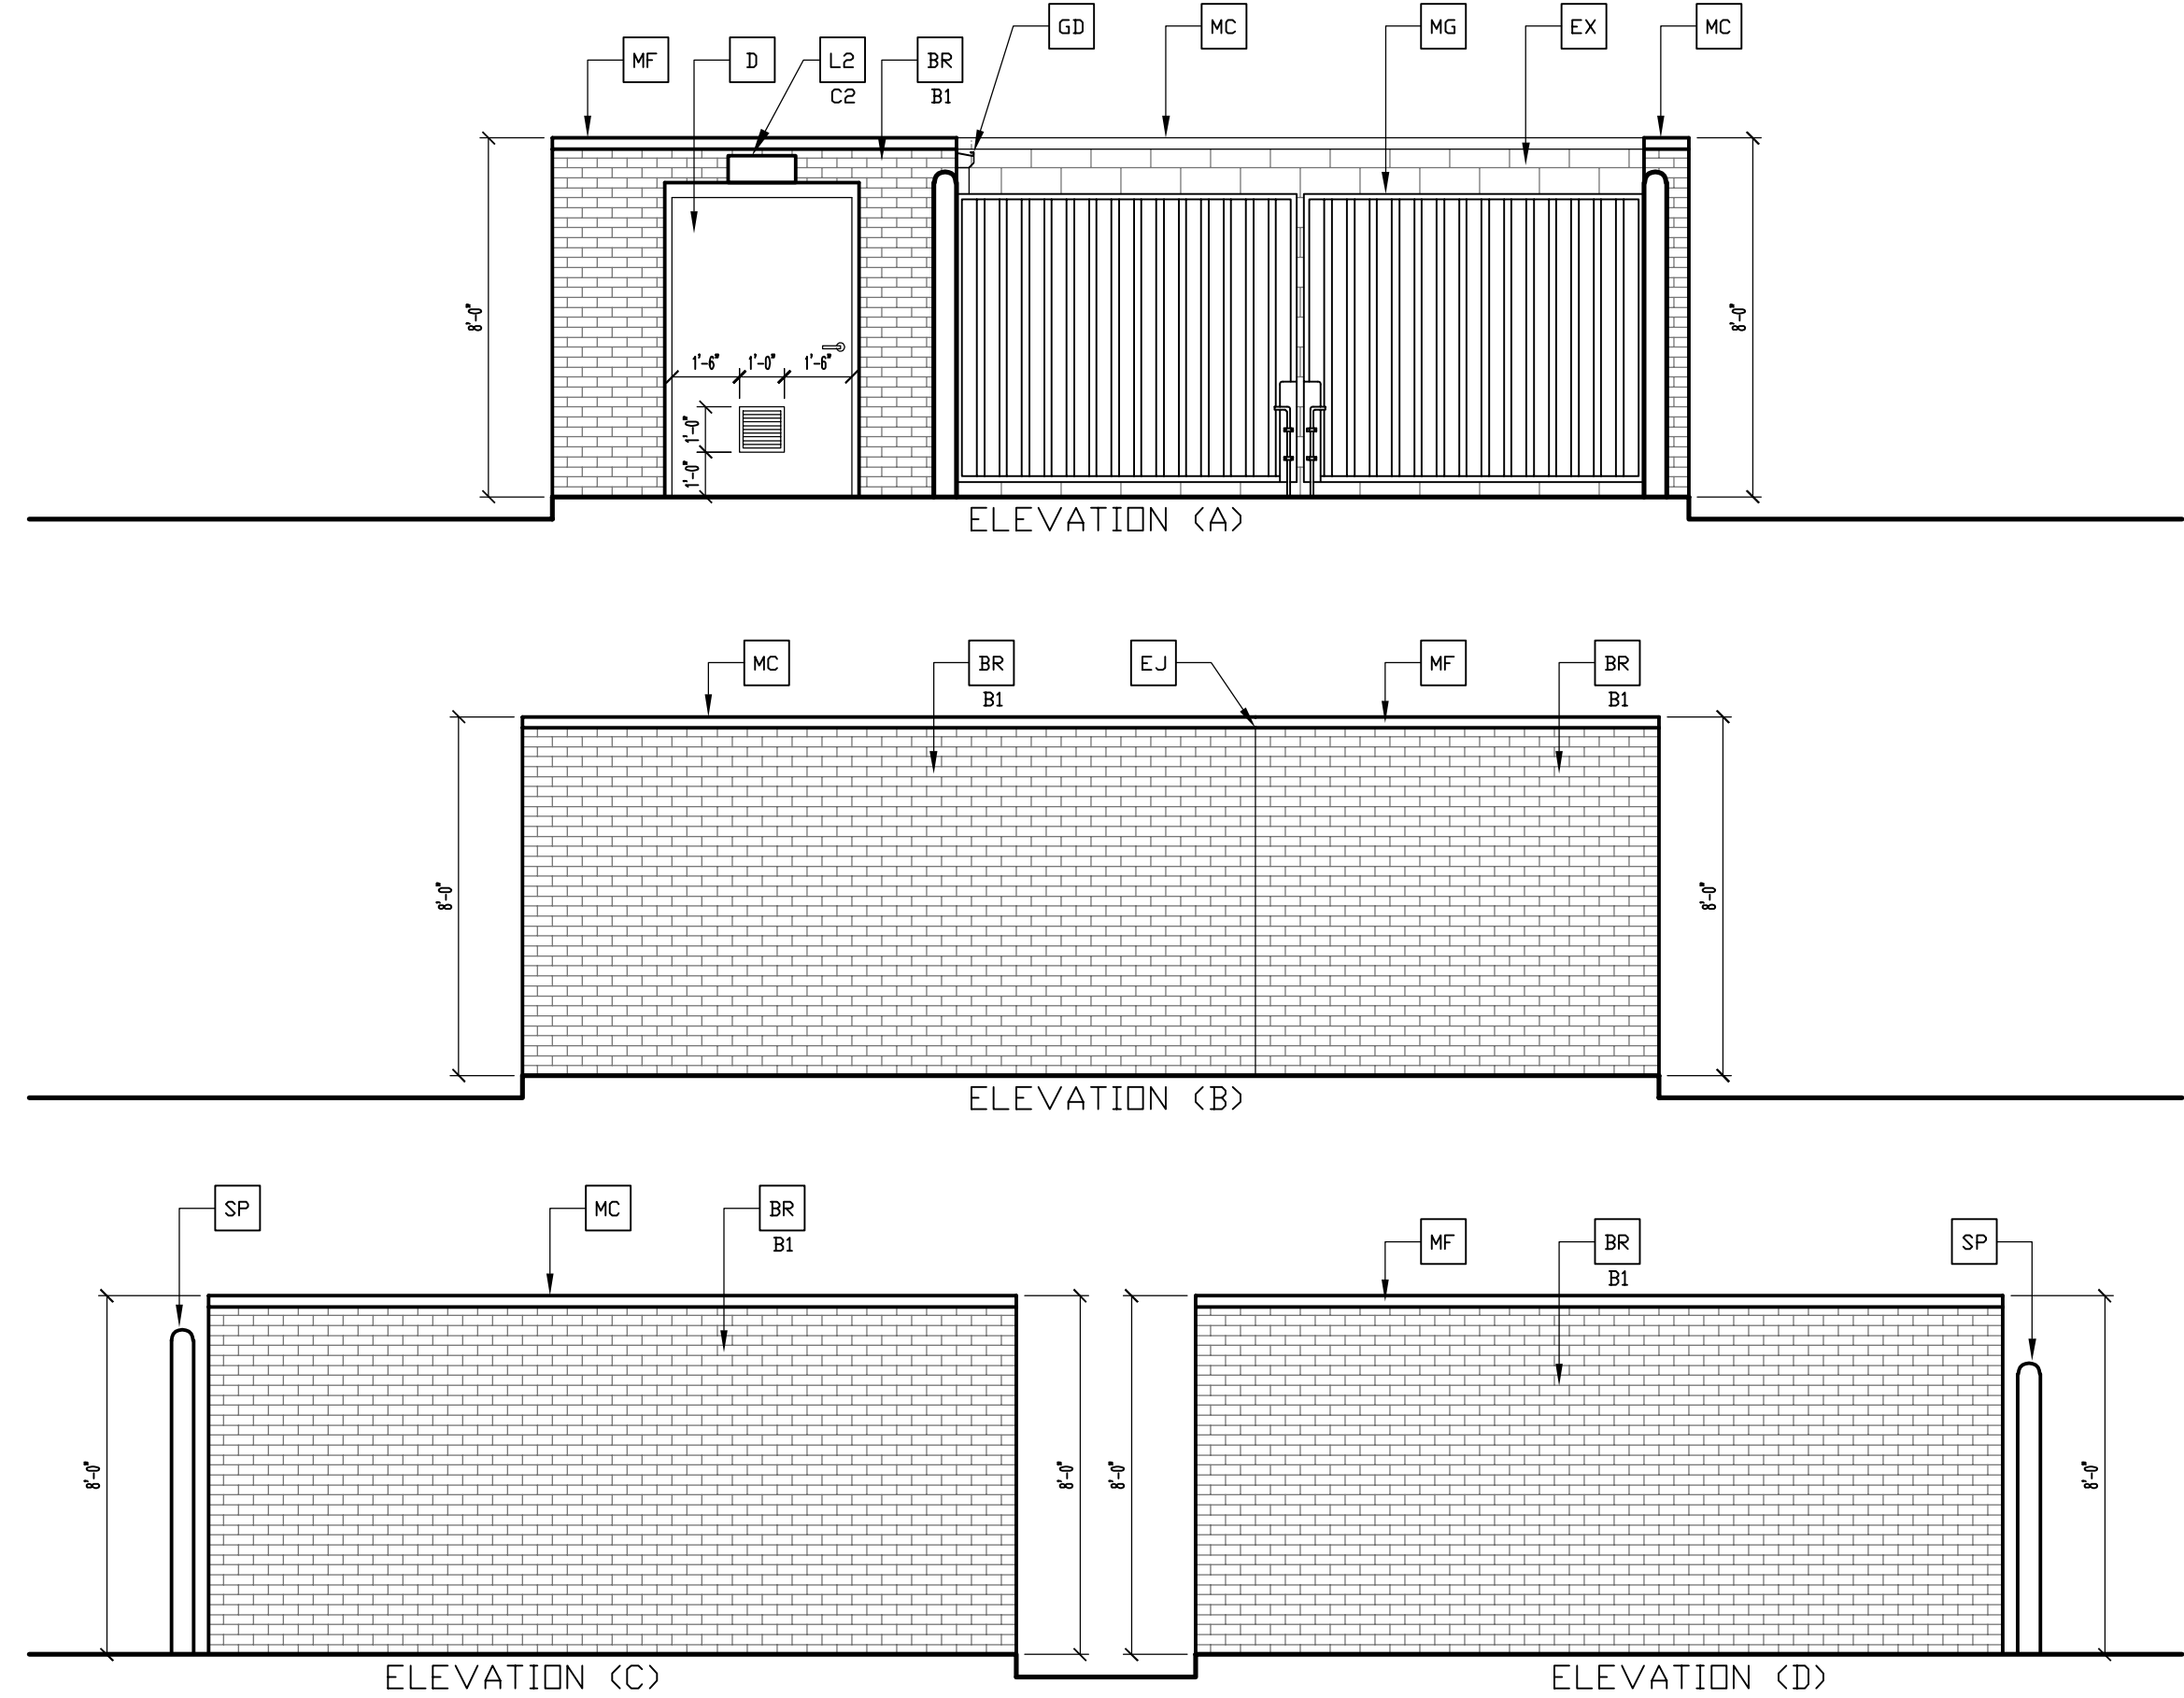 GD
MC
MG
EX
MC
MF
D
L2
BR
C2
B1
8'-0"
8'-0"
1'-6"
1'-0"
1'-6"
1'-0"
1'-0"
ELEVATION (A)
MC
BR
EJ
MF
BR
B1
B1
8'-0"
8'-0"
ELEVATION (B)
SP
MC
BR
B1
MF
BR
B1
SP
8'-0"
8'-0"
8'-0"
8'-0"
ELEVATION (C)
ELEVATION (D)